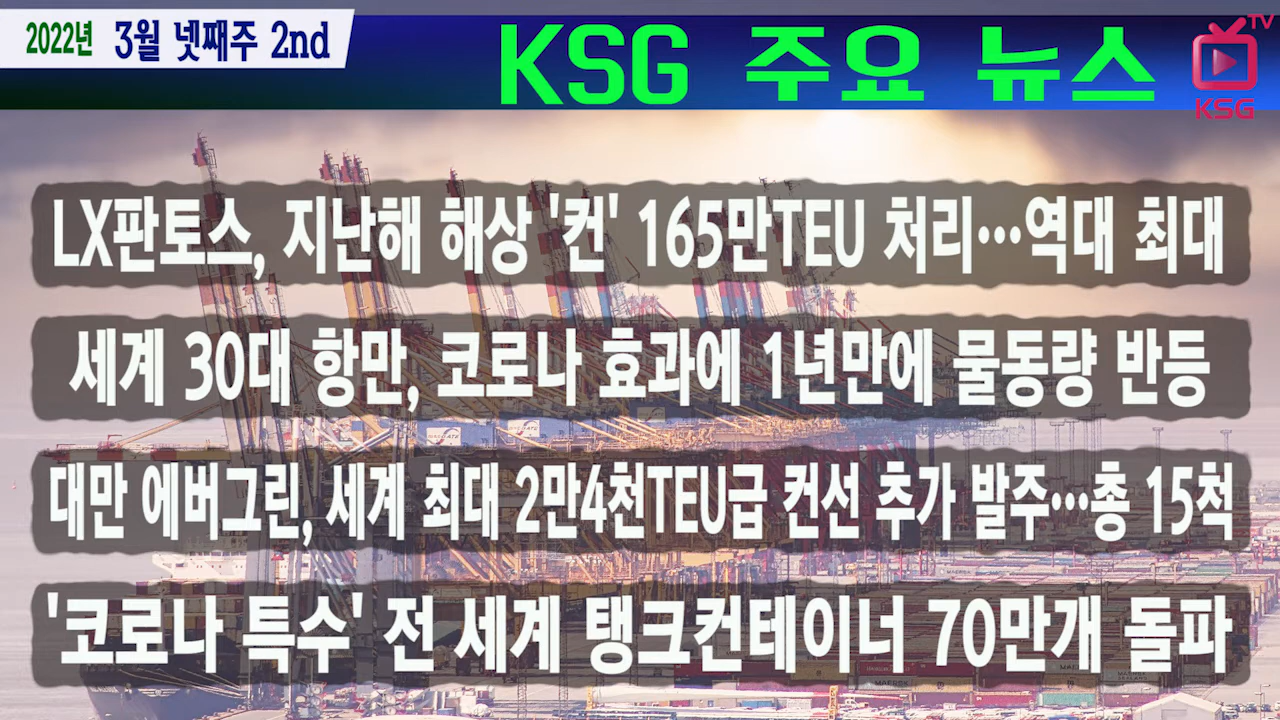 2022년 3월 넷째주 2nd
KSG 주요 뉴스
TV
KSG
LX판토스, 지난해 해상 '컨' 165만TEU 처리…역대 최대
세계 30대 항만, 코로나 효과에 1년만에 물동량 반등
대만 에버그린, 세계 최대 2만4천TEU급 컨선 추가 발주…총 15척
'코로나 특수' 전 세계 탱크컨테이너 70만개 돌파